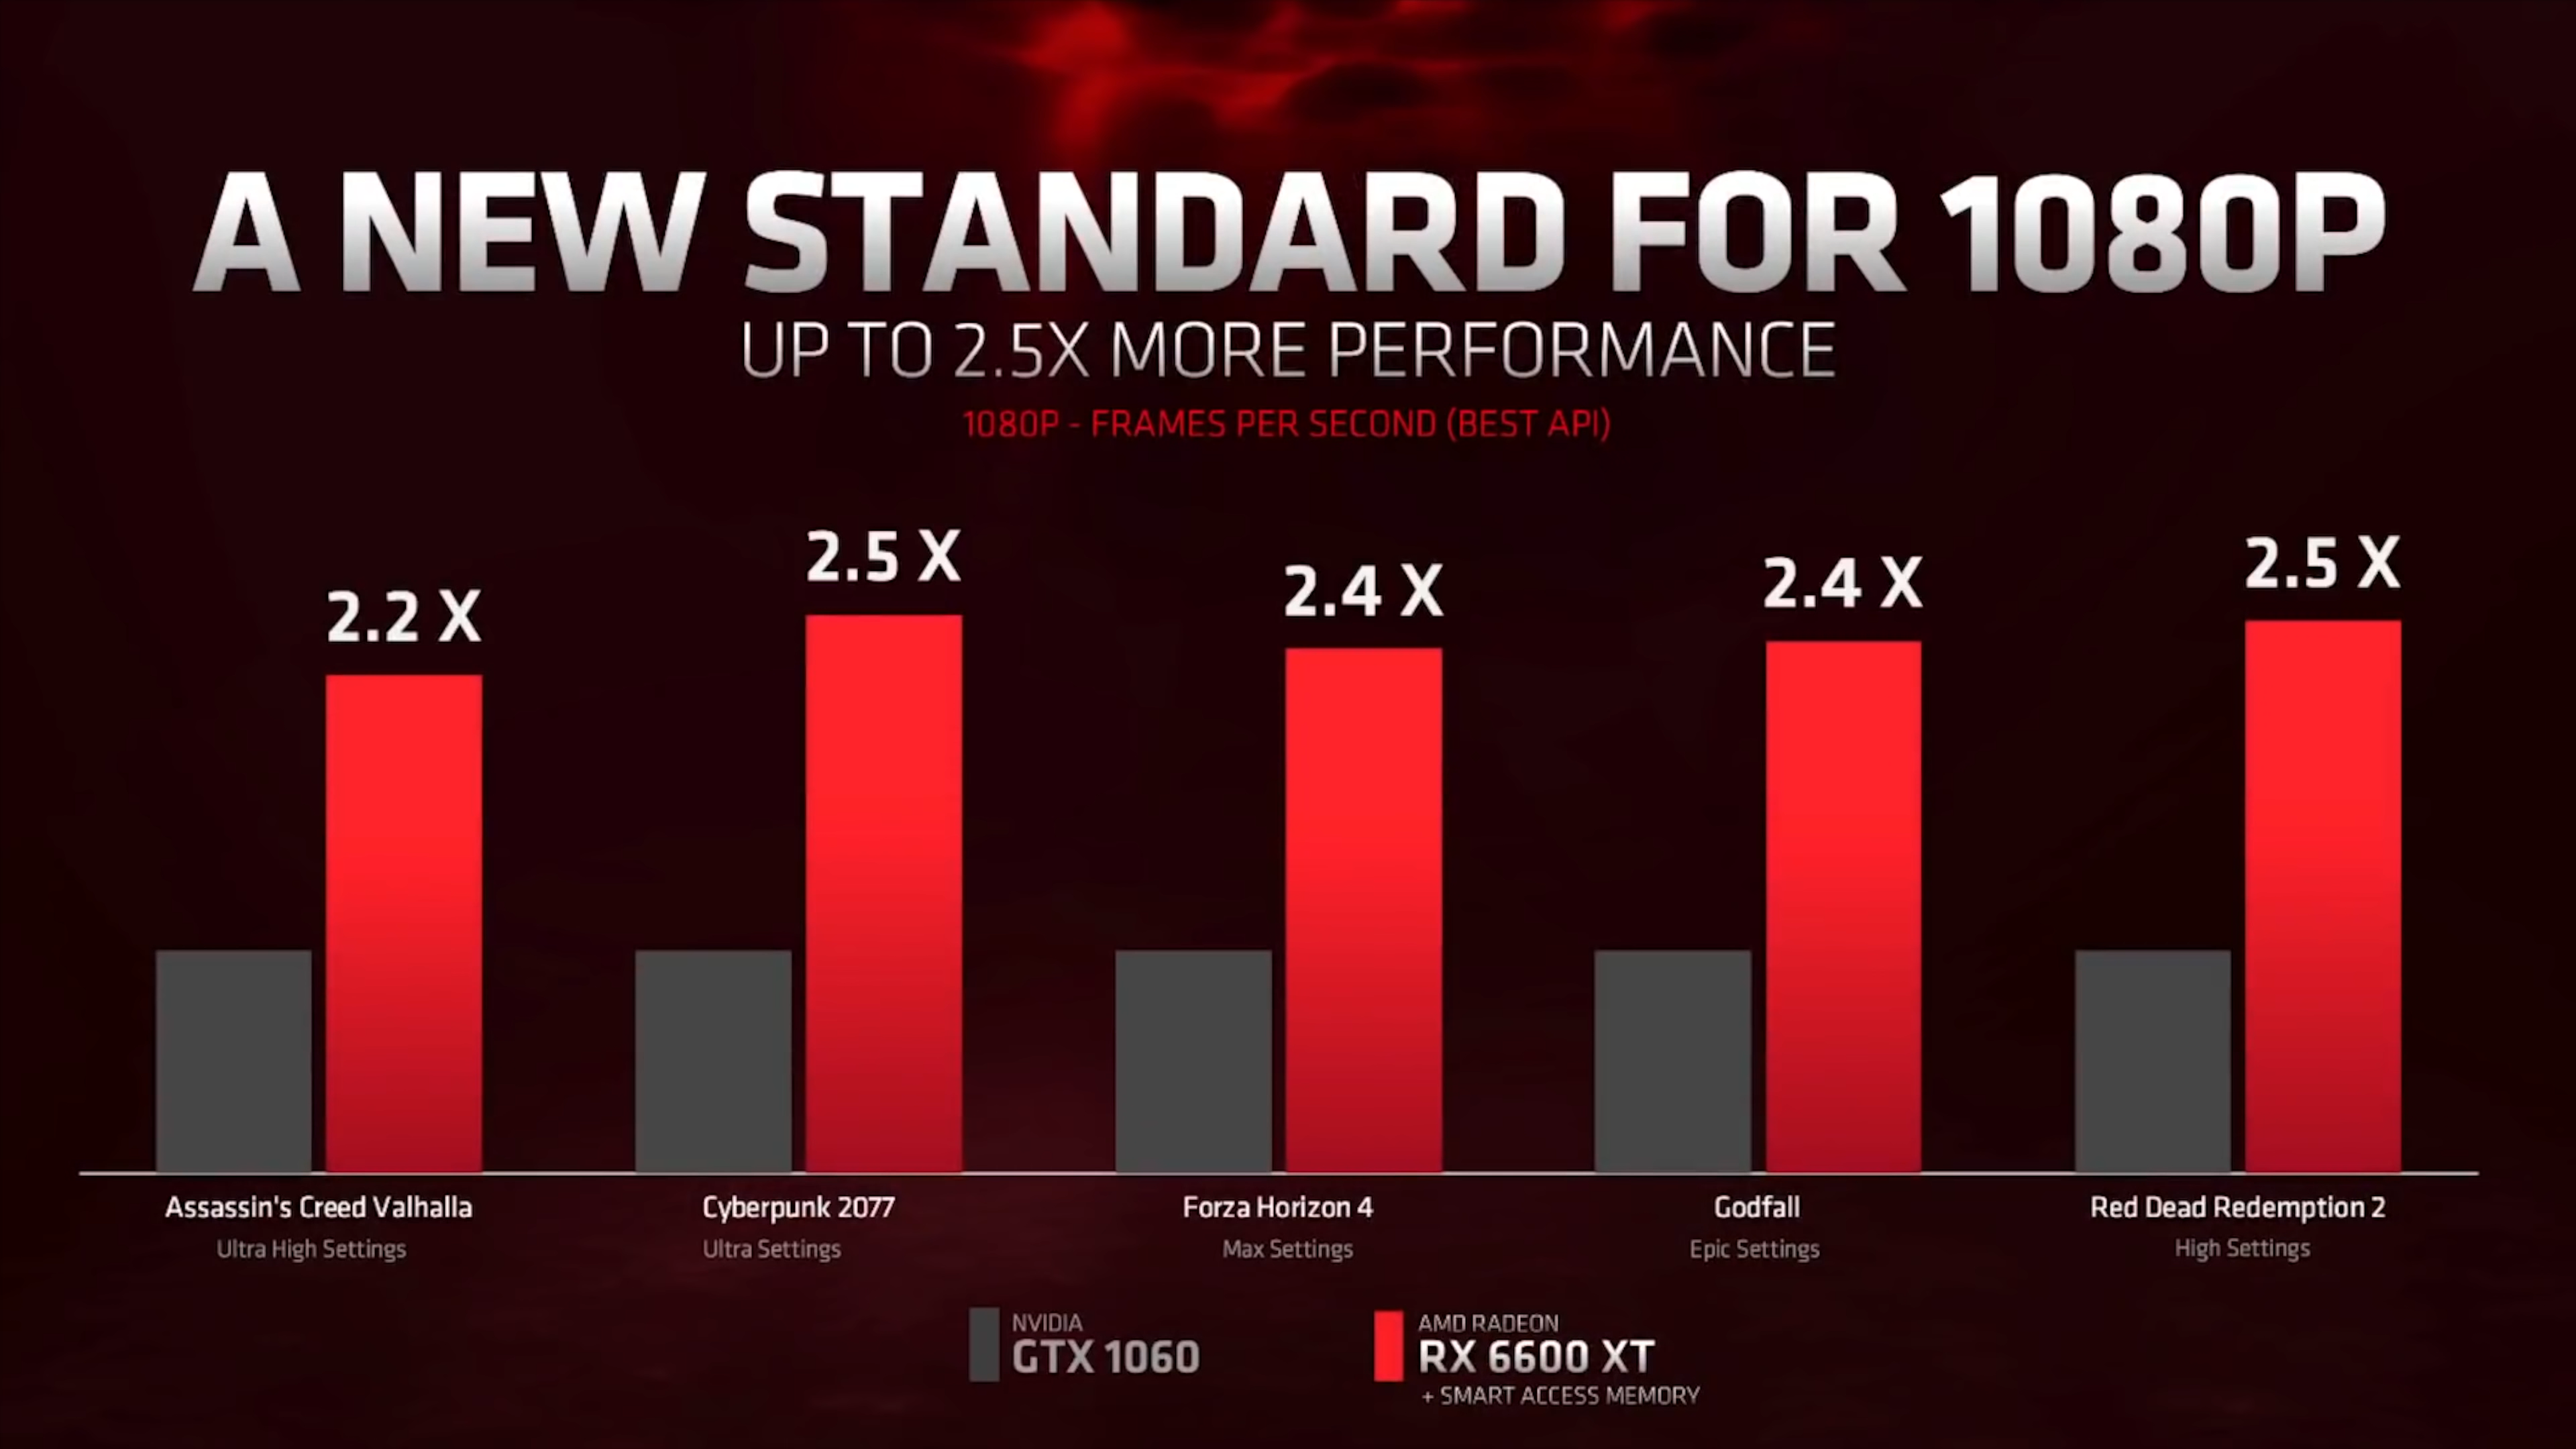 A NEW STANDARD FOR 1080P
UP TO 2.5X MORE PERFORMANCE
1080P - FRAMES PER SECOND (BEST API)
2.2 X
2.5 X
2.4 X
2.4 X
2.5 X
Assassin's Creed Valhalla
Ultra High Settings
Cyberpunk 2077
Ultra Settings
Forza Horizon 4
Max Settings
Godfall
Epic Settings
Red Dead Redemption 2
High Settings
NVIDIA
GTX 1060
AMD RADEON
RX 6600 XT
+ SMART ACCESS MEMORY